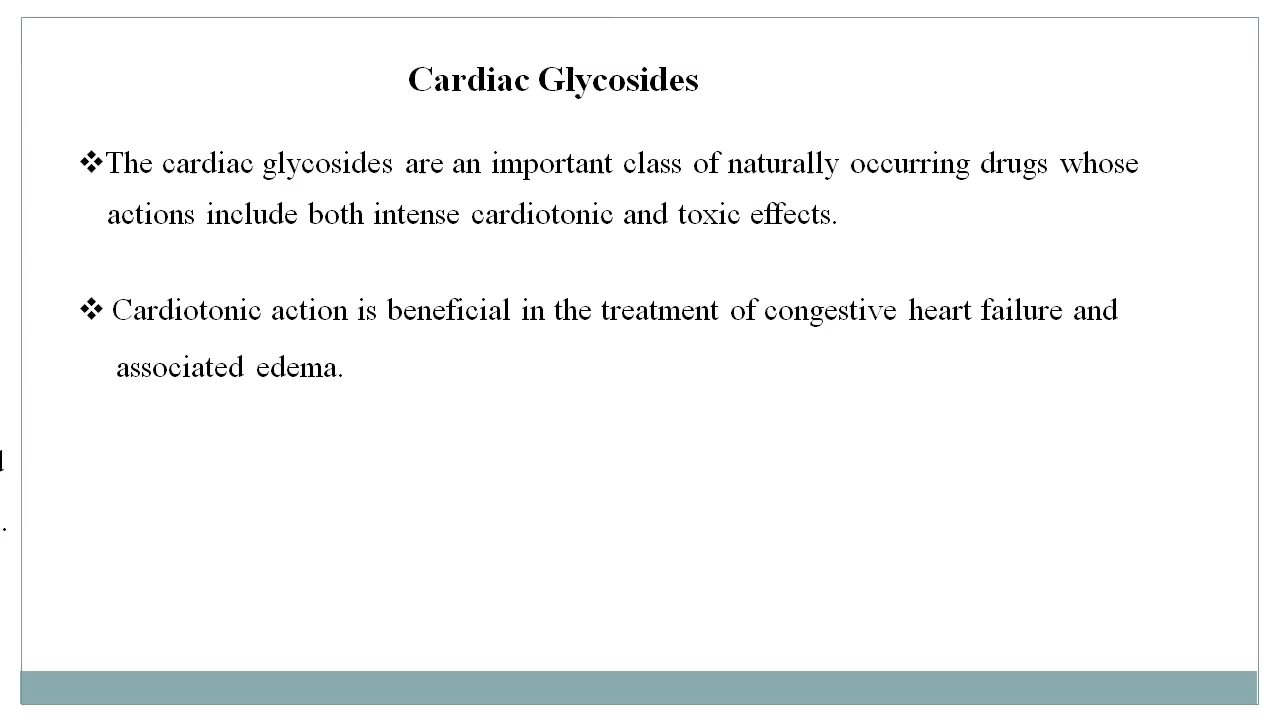 Cardiac Glycosides
❖The cardiac glycosides are an important class of naturally occurring drugs whose
actions include both intense cardiotonic and toxic effects.
❖ Cardiotonic action is beneficial in the treatment of congestive heart failure and
associated edema.